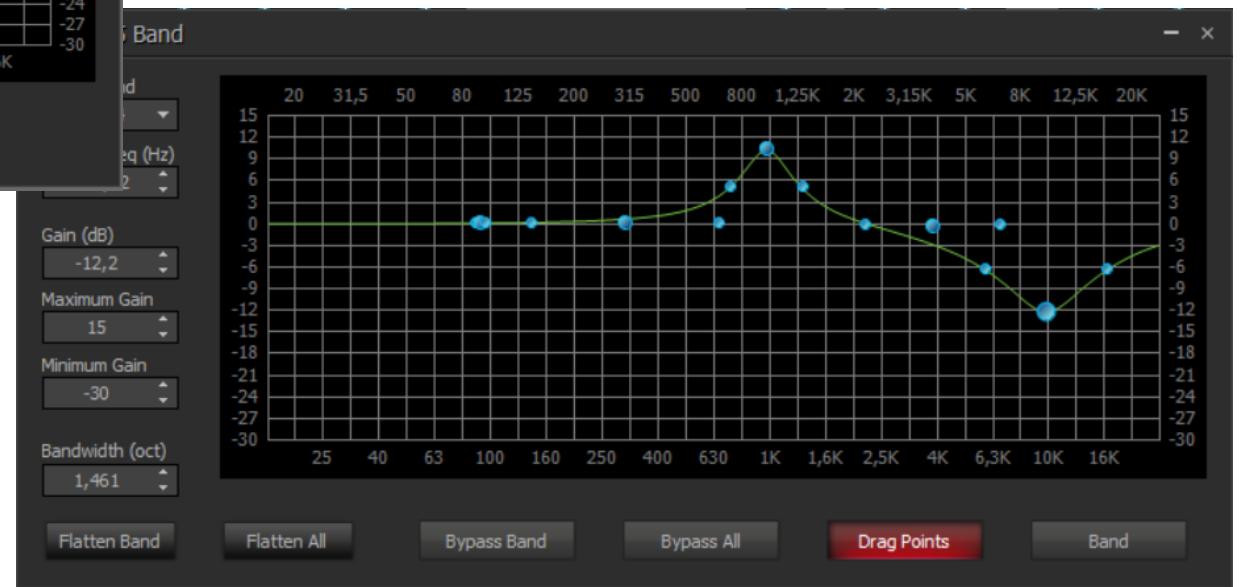 -24
-27
-30
Band
20 31,5 50 80 125 200 315 500 800 1,25K 2K 3,15K 5K 8K 12,5K 20K
15 15
12 12
9 9
(Hz)
6 6
3 3
0 0
Gain (dB)
-3 -3
-12,2
-6 -6
-9 -9
Maximum Gain
-12 -12
15
-15 -15
-18 -18
Minimum Gain
-21 -21
-30
-24 -24
-27 -27
-30 -30
Bandwidth (oct)
25 40 63 100 160 250 400 630 1K 1,6K 2,5K 4K 6,3K 10K 16K
1,461
Flatten Band Flatten All Bypass Band Bypass All Drag Points Band